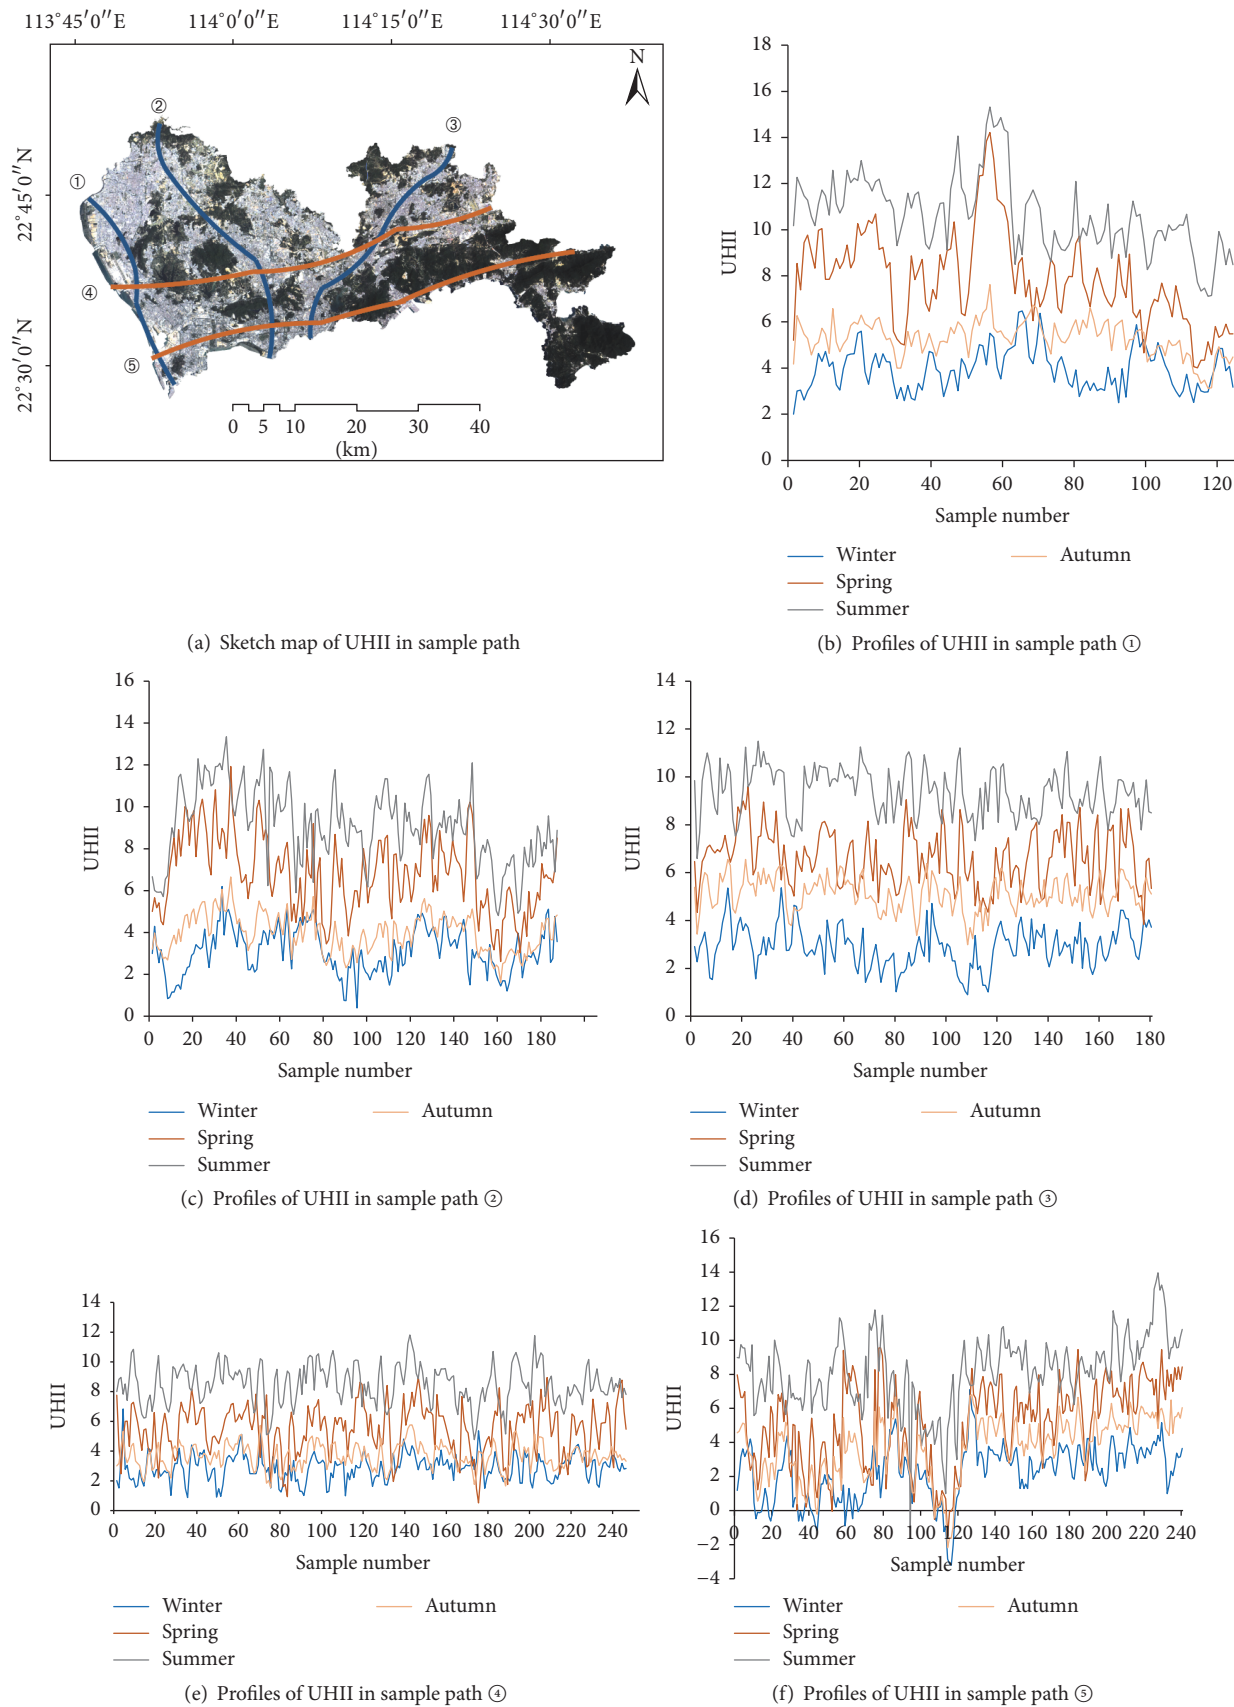 113°45′0″E 114°0′0″E 114°15′0″E 114°30′0″E
22°45′0″N
22°30′0″N
N
①
②
③
④
⑤
0 5 10 20 30 40
(km)
(a) Sketch map of UHII in sample path
18
16
14
12
10
8
6
4
2
0
UHII
0 20 40 60 80 100 120
Sample number
Winter Autumn
Spring
Summer
(b) Profiles of UHII in sample path ①
16
14
12
10
8
6
4
2
0
UHII
0 20 40 60 80 100 120 140 160 180
Sample number
Winter Autumn
Spring
Summer
(c) Profiles of UHII in sample path ②
14
12
10
8
6
4
2
0
UHII
0 20 40 60 80 100 120 140 160 180
Sample number
Winter Autumn
Spring
Summer
(d) Profiles of UHII in sample path ③
14
12
10
8
6
4
2
0
UHII
0 20 40 60 80 100 120 140 160 180 200 220 240
Sample number
Winter Autumn
Spring
Summer
(e) Profiles of UHII in sample path ④
16
14
12
10
8
6
4
2
0
−2
−4
UHII
0 20 40 60 80 100 120 140 160 180 200 220 240
Sample number
Winter Autumn
Spring
Summer
(f) Profiles of UHII in sample path ⑤